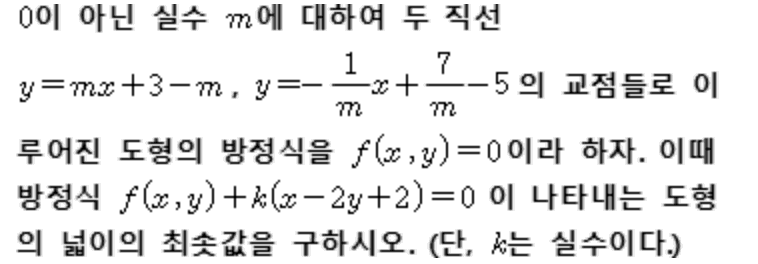 0이 아닌 실수 m에 대하여 두 직선
y=mx+3-m, y=-\frac{1}{m}x+\frac{7}{m}-5의 교점들로 이
루어진 도형의 방정식을 f(x,y)=0이라 하자. 이때
방정식 f(x,y)+k(x-2y+2)=0 이 나타내는 도형
의 넓이의 최솟값을 구하시오. (단, k는 실수이다.)